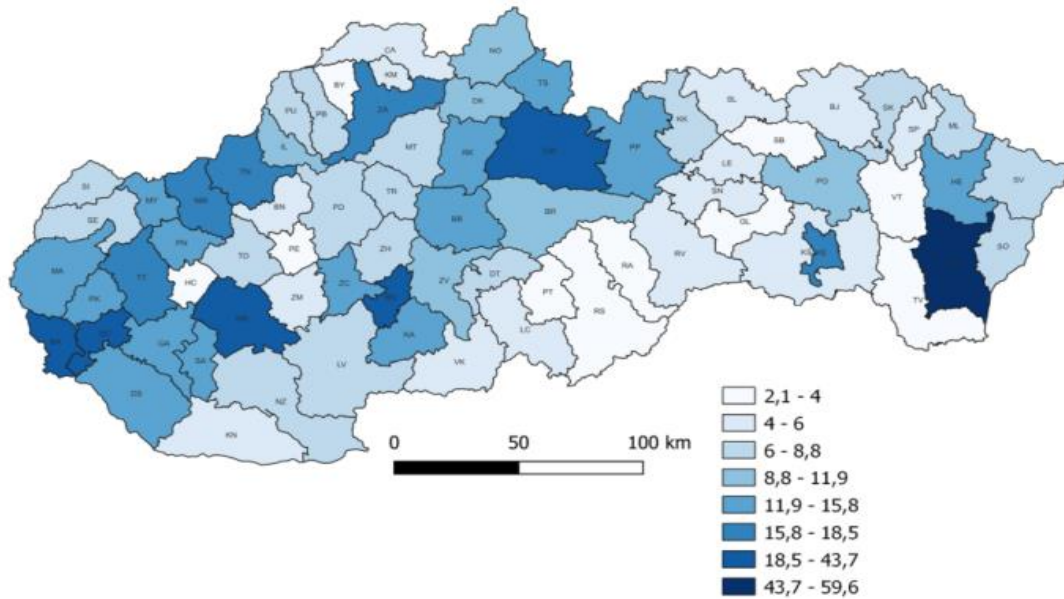 CA
NO
KM
BY
TS
DK
PU
PB
ZA
SL
BJ
SK
ML
KK
SP
IL
MT
RK
PP
SB
LE
HE
TN
SI
TR
SN
PO
SV
MY
NM
BN
PD
BR
BR
GL
VT
SE
PN
PE
ZH
SO
TO
RA
RV
MA
TT
HC
ZM
ZC
ZV
DT
PT
TV
PK
RS
LC
GA
SA
KA
LV
VK
DS
NZ
KN
2,1 - 4
4 - 6
0 50 100 km
6 - 8,8
8,8 - 11,9
11,9 - 15,8
15,8 - 18,5
18,5 - 43,7
43,7 - 59,6